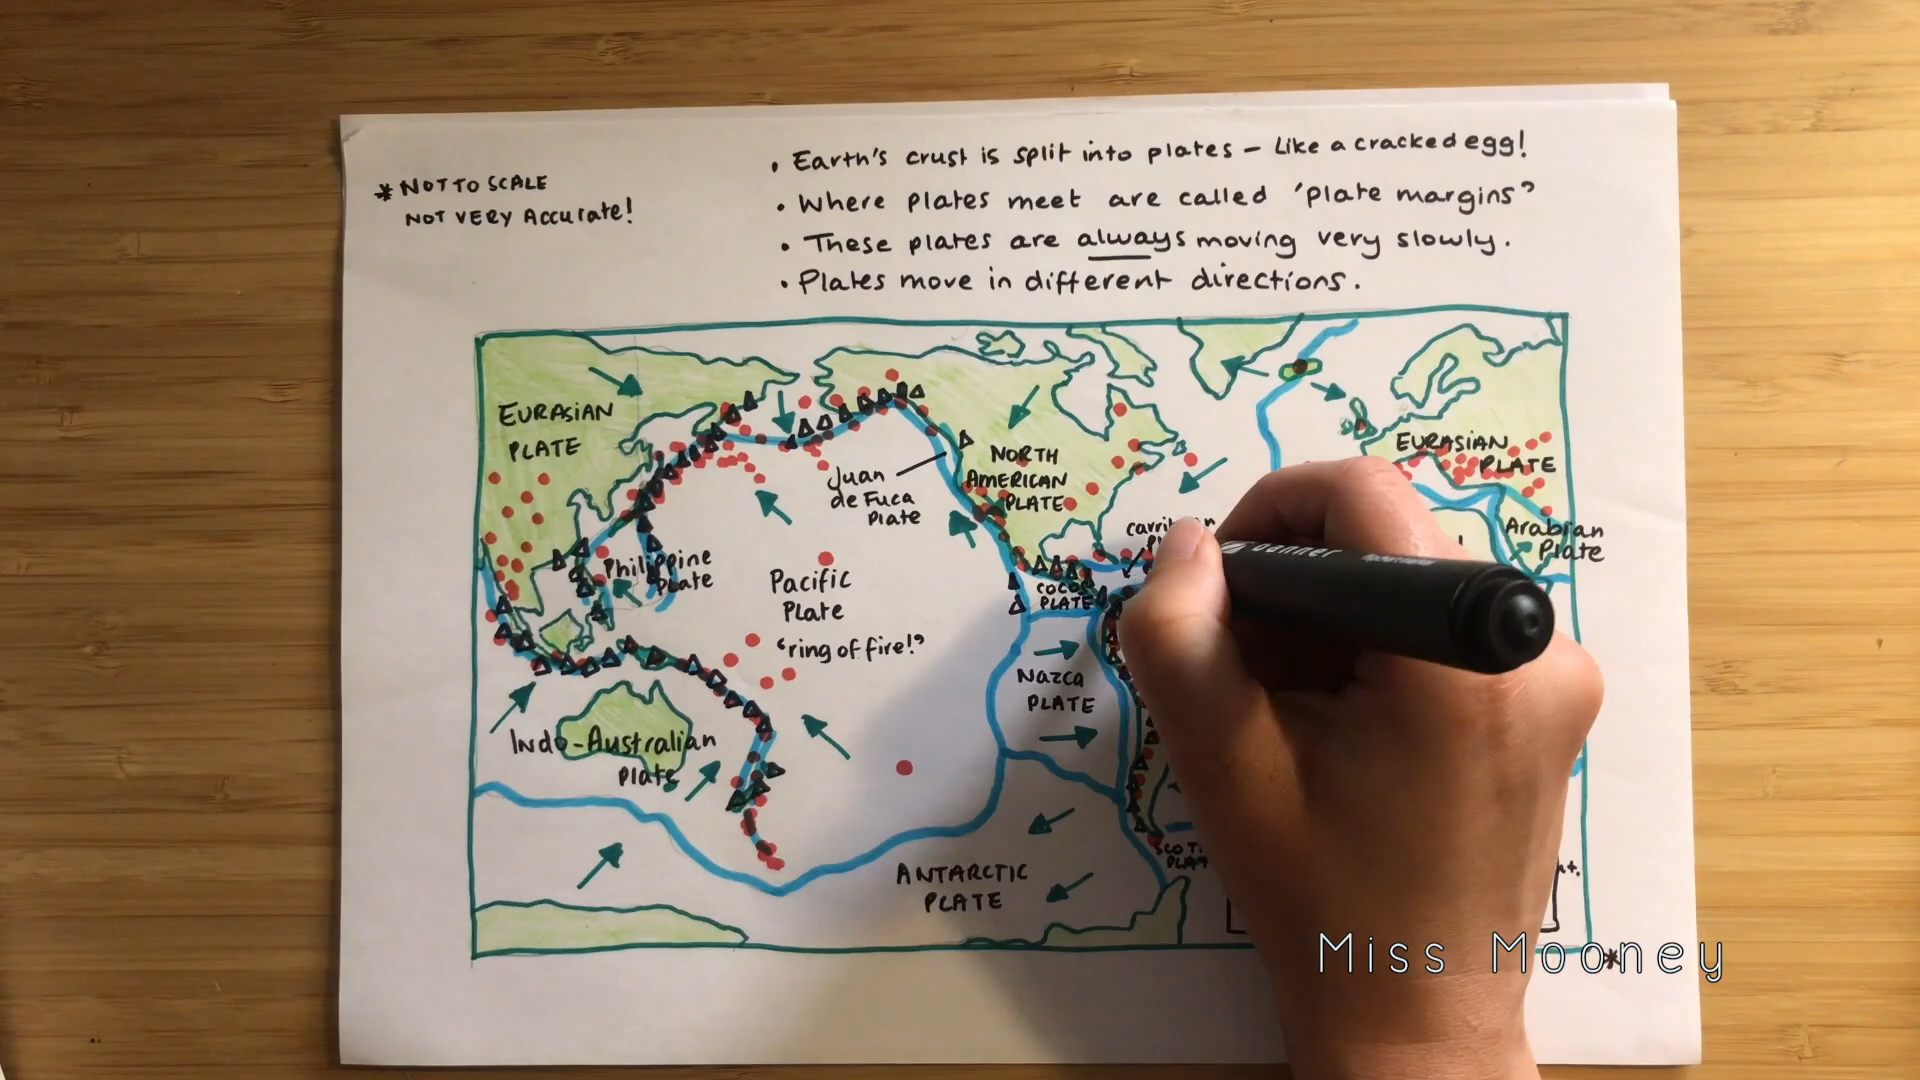 * NOT TO SCALE
NOT VERY Accurate!
• Earth's crust is split into plates – Like a cracked egg!
• Where plates meet are called 'plate margins'
• These plates are always moving very slowly.
• Plates move in different directions.
EURASIAN
PLATE
Juan
de Fuca
Plate
NORTH
AMERICAN
PLATE
EURASIAN
PLATE
Arabian
Plate
Philippine
Plate
Pacific
Plate
'ring of fire!'
COCOS
PLATE
Nazca
PLATE
Indo-Australian
plate
ANTARCTIC
PLATE
Miss Mooney
*